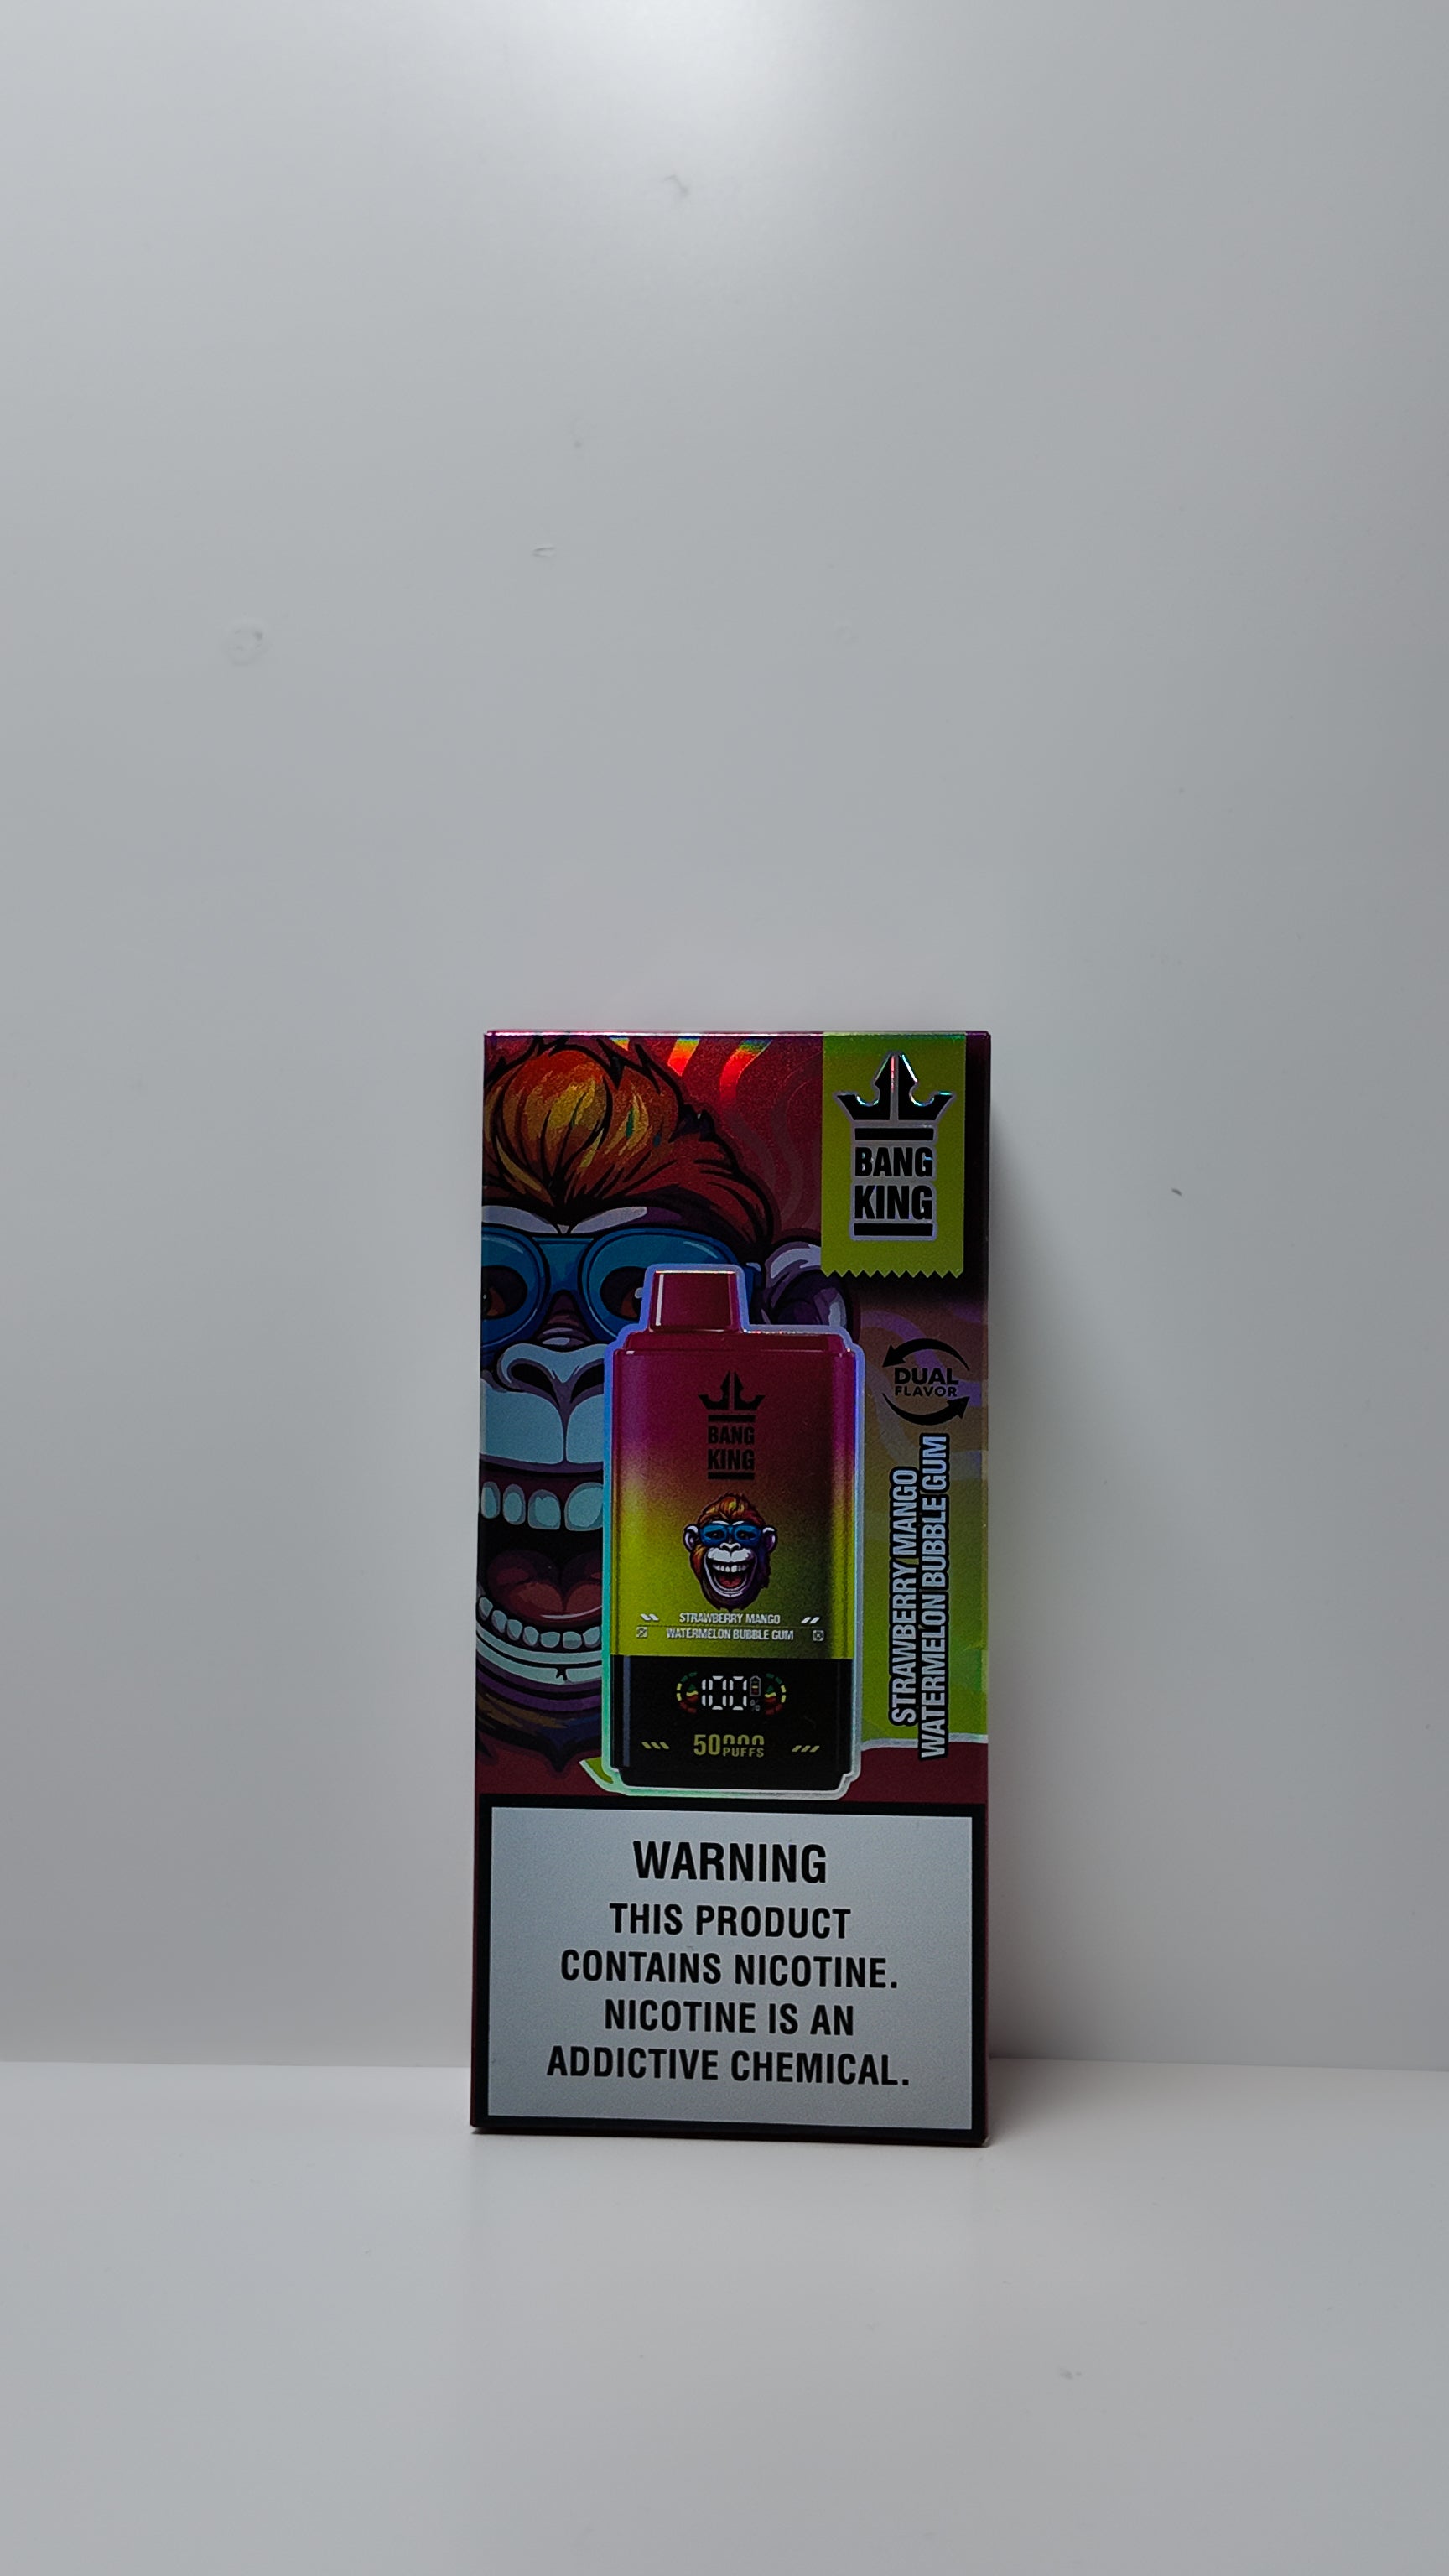 BANG
KING
DUAL
FLAVOR
STRAWBERRY MANGO
WATERMELON BUBBLE GUM
BANG
KING
STRAWBERRY MANGO
WATERMELON BUBBLE GUM
100%
50000
PUFFS
WARNING
THIS PRODUCT
CONTAINS NICOTINE.
NICOTINE IS AN
ADDICTIVE CHEMICAL.